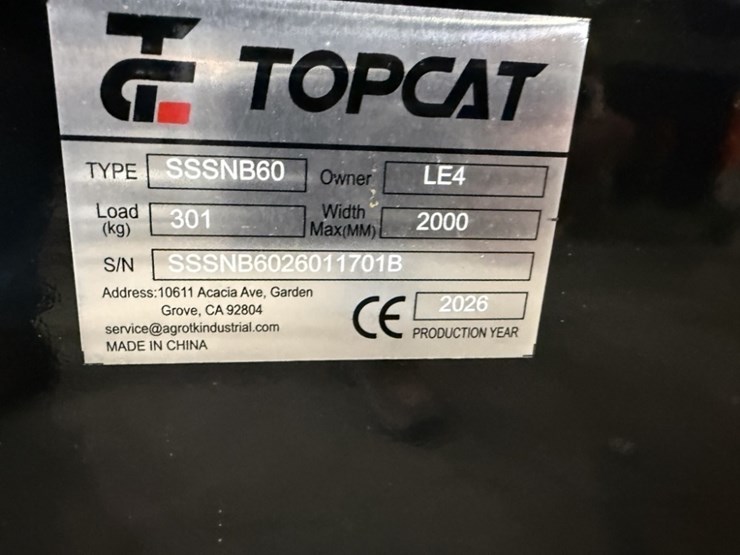 TC TOPCAT
TYPE SSSNB60 Owner LE4
Load (kg) 301 Width Max(MM) 2000
S/N SSSNB6026011701B
Address:10611 Acacia Ave, Garden
Grove, CA 92804
service@agrotkindustrial.com
MADE IN CHINA
CE 2026
PRODUCTION YEAR